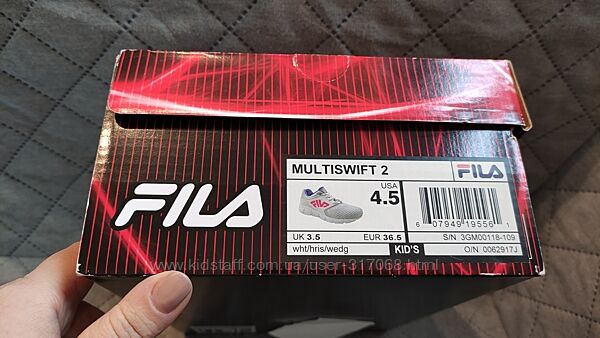 FILA
MULTISWIFT 2
FILA
USA
4.5
UK 3.5
EUR 36.5
wht/hris/wedg
KID'S
6 07949 19556 1
S/N 3GM00118-109
O/N 0062917J
www.kidstaff.com.ua/user-317068.html